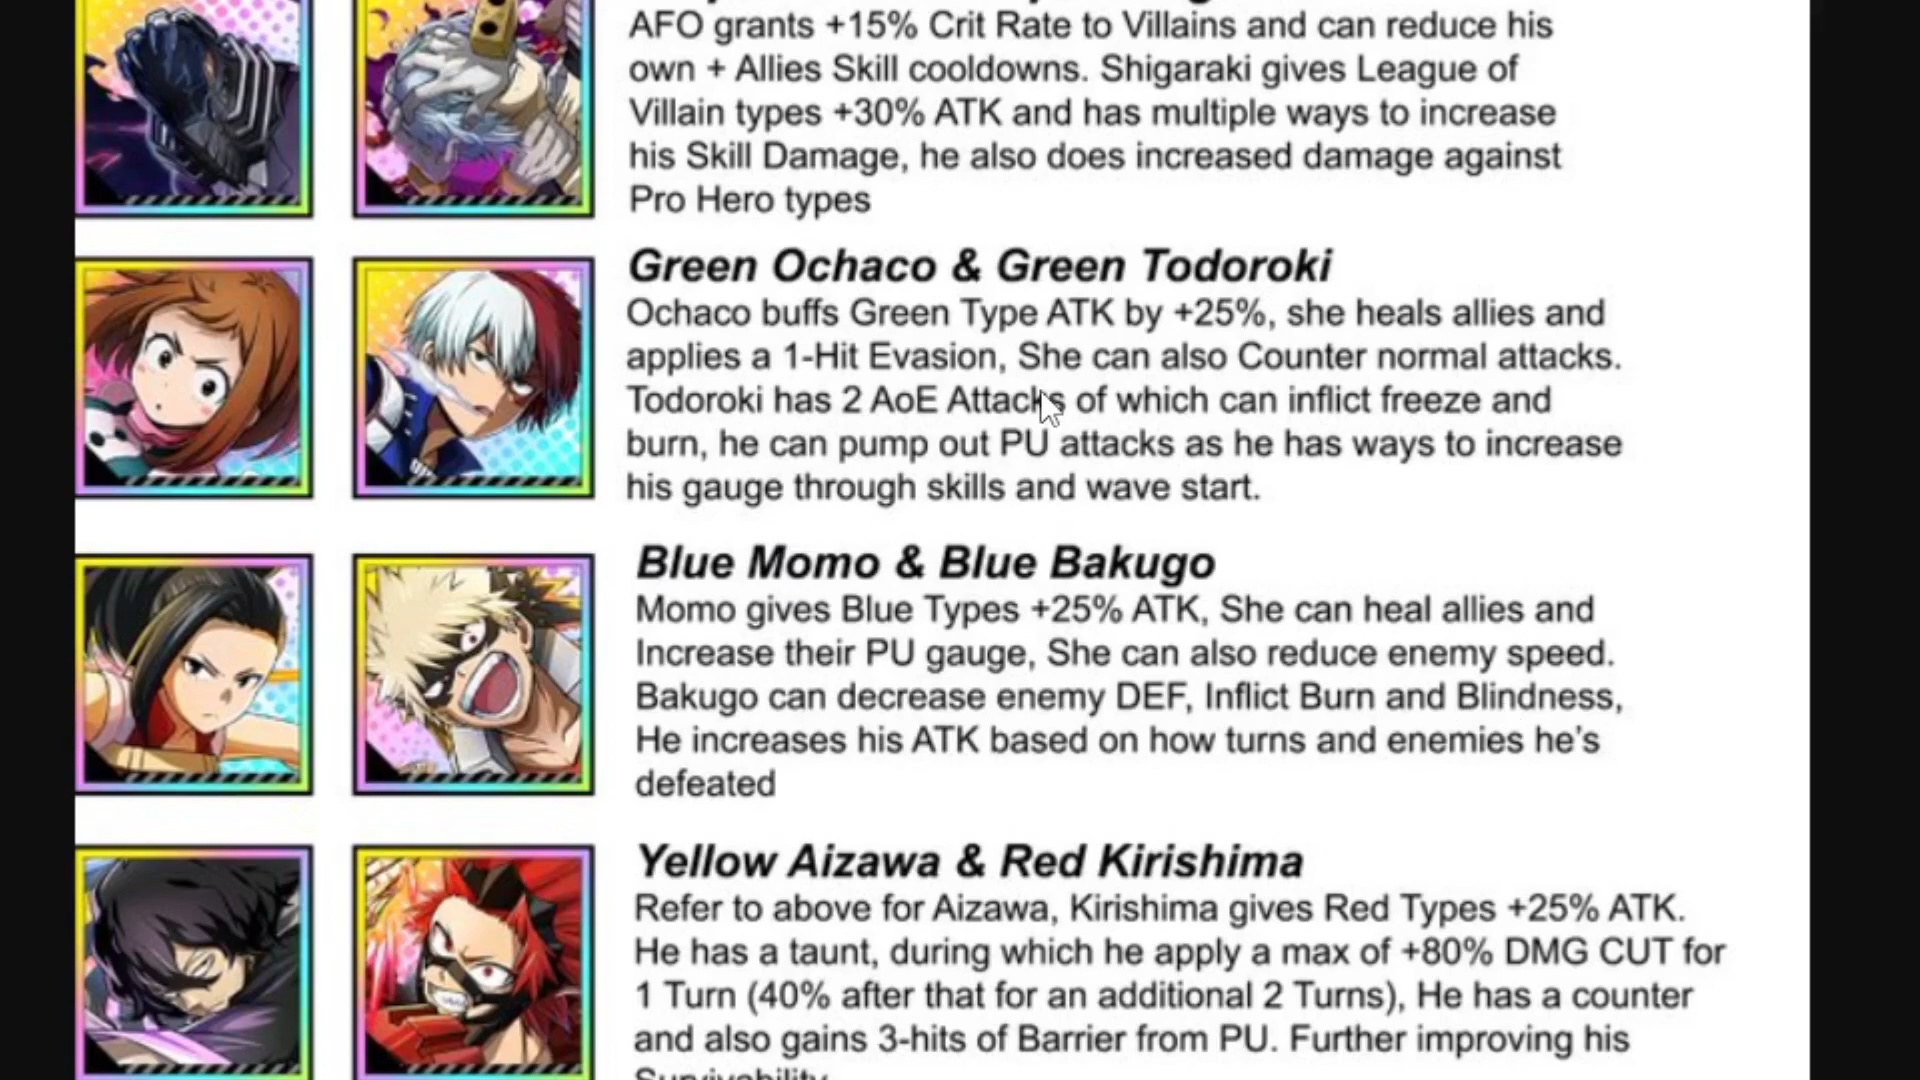 AFO grants +15% Crit Rate to Villains and can reduce his
own + Allies Skill cooldowns. Shigaraki gives League of
Villain types +30% ATK and has multiple ways to increase
his Skill Damage, he also does increased damage against
Pro Hero types
Green Ochaco & Green Todoroki
Ochaco buffs Green Type ATK by +25%, she heals allies and
applies a 1-Hit Evasion, She can also Counter normal attacks.
Todoroki has 2 AoE Attacks of which can inflict freeze and
burn, he can pump out PU attacks as he has ways to increase
his gauge through skills and wave start.
Blue Momo & Blue Bakugo
Momo gives Blue Types +25% ATK, She can heal allies and
Increase their PU gauge, She can also reduce enemy speed.
Bakugo can decrease enemy DEF, Inflict Burn and Blindness,
He increases his ATK based on how turns and enemies he’s
defeated
Yellow Aizawa & Red Kirishima
Refer to above for Aizawa, Kirishima gives Red Types +25% ATK.
He has a taunt, during which he apply a max of +80% DMG CUT for
1 Turn (40% after that for an additional 2 Turns), He has a counter
and also gains 3-hits of Barrier from PU. Further improving his
Survivability